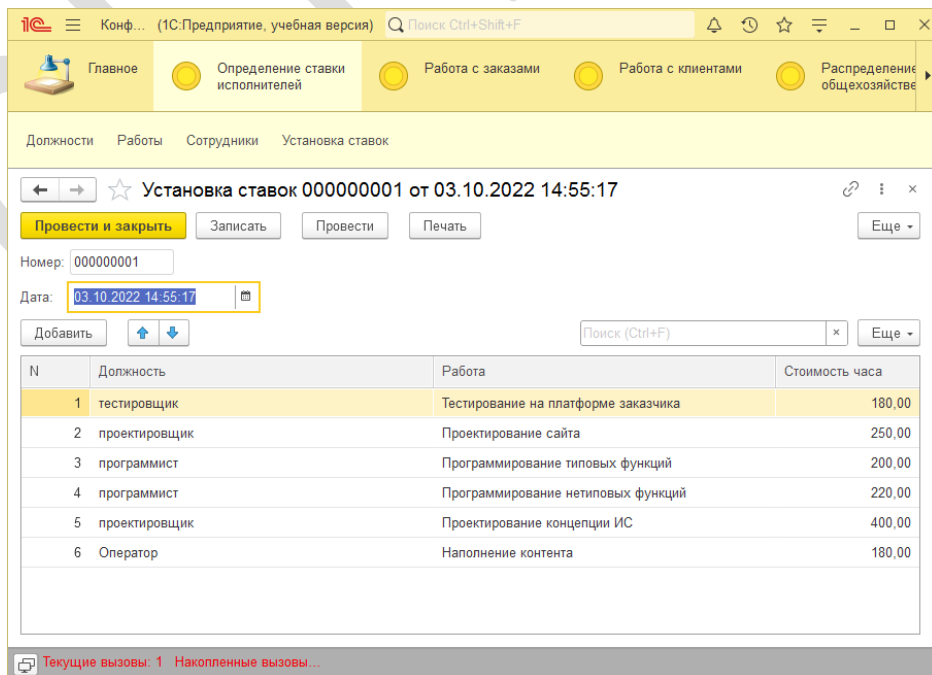 1С Конф... (1С:Предприятие, учебная версия) Поиск Ctrl+Shift+F
Главное
Определение ставки
исполнителей
Работа с заказами
Работа с клиентами
Распределение
общехозяйстве
Должности Работы Сотрудники Установка ставок
Установка ставок 000000001 от 03.10.2022 14:55:17
Провести и закрыть Записать Провести Печать Еще
Номер: 000000001
Дата: 03.10.2022 14:55:17
Добавить Поиск (Ctrl+F) × Еще
N Должность Работа Стоимость часа
1 тестировщик Тестирование на платформе заказчика 180,00
2 проектировщик Проектирование сайта 250,00
3 программист Программирование типовых функций 200,00
4 программист Программирование нетиповых функций 220,00
5 проектировщик Проектирование концепции ИС 400,00
6 Оператор Наполнение контента 180,00
Текущие вызовы: 1 Накопленные вызовы...